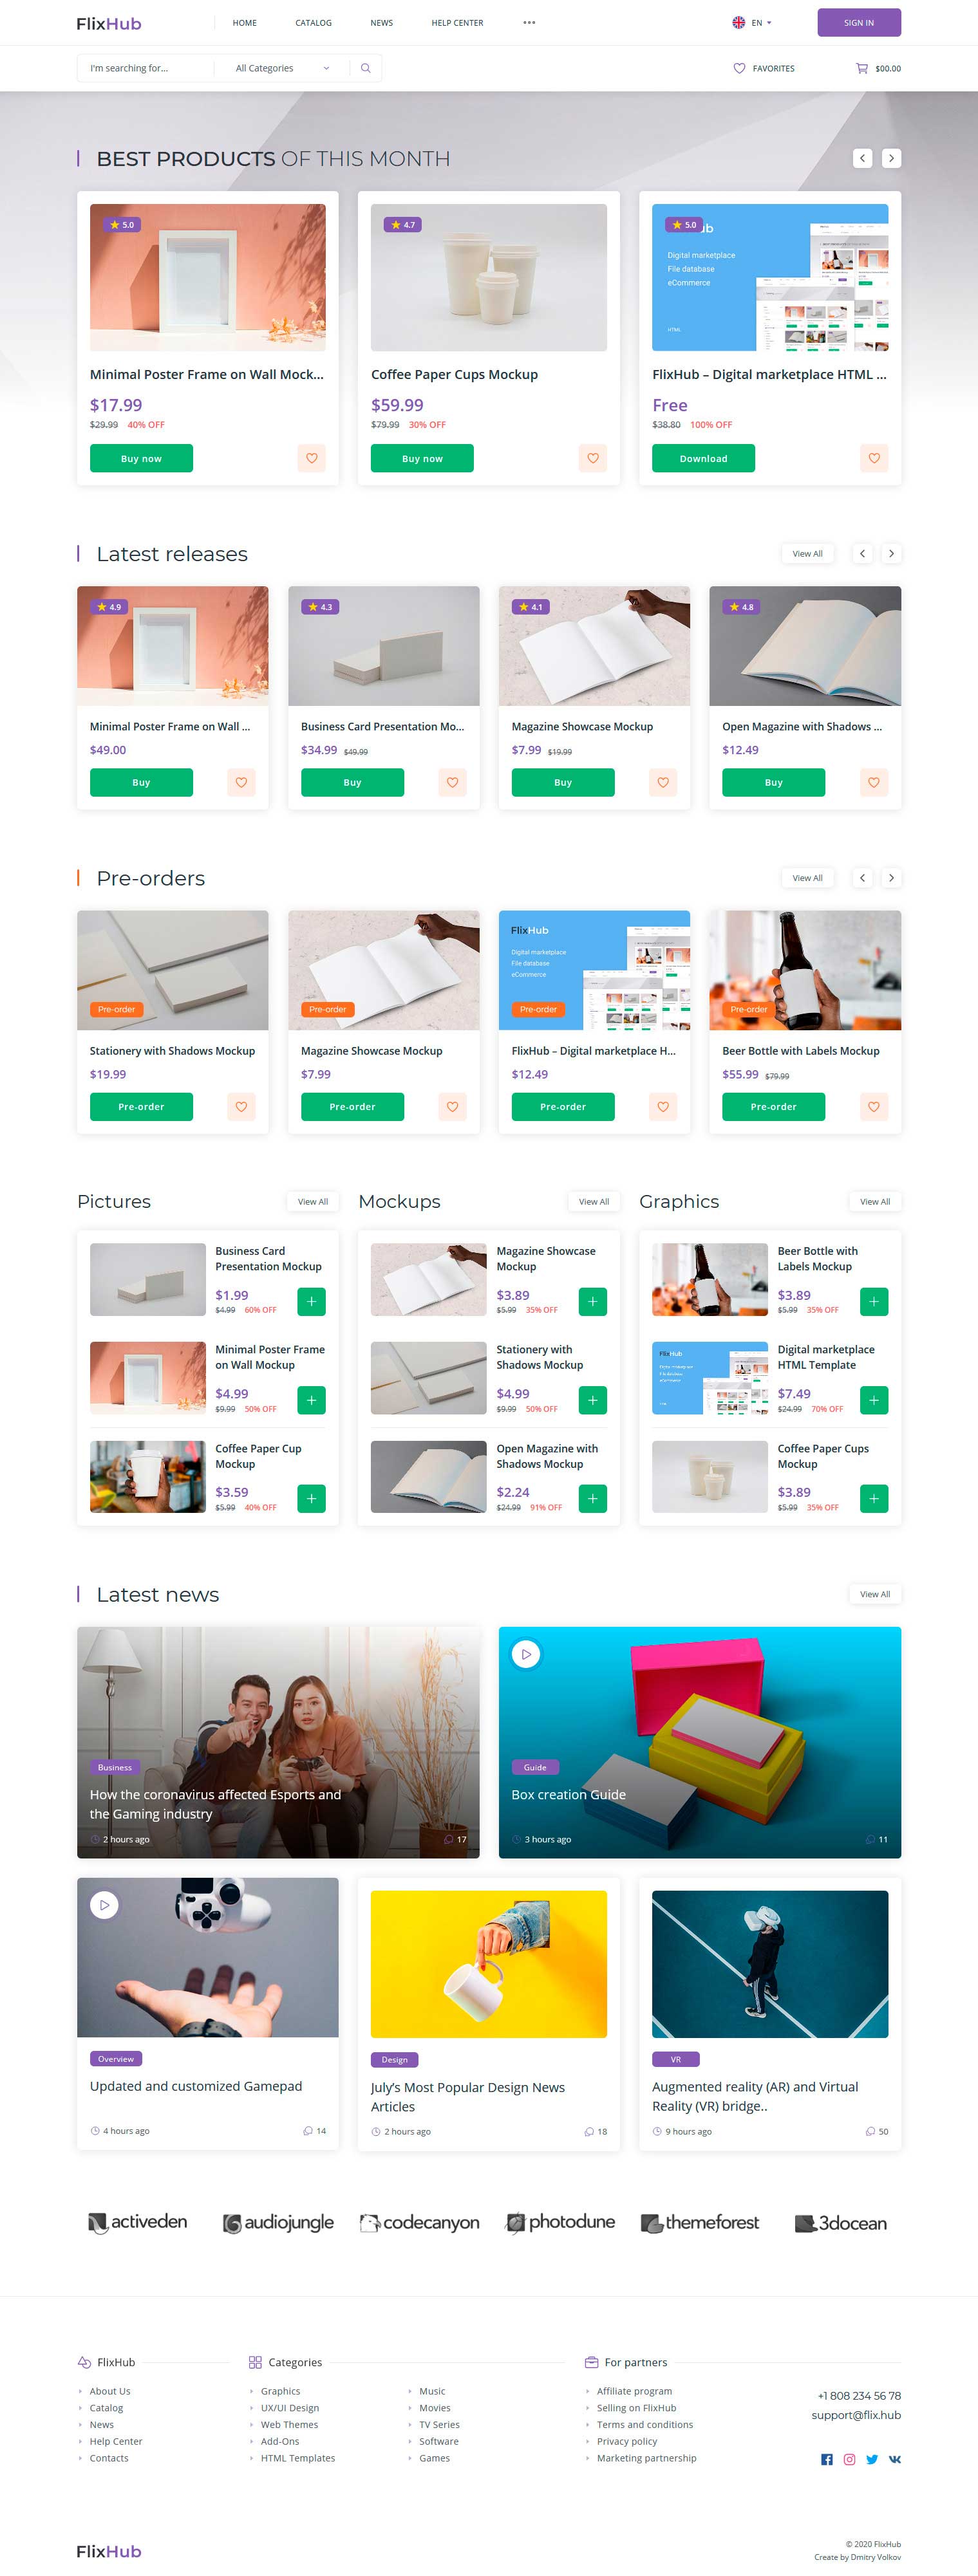 FlixHub
HOME CATALOG NEWS HELP CENTER •••
EN
SIGN IN
I'm searching for...
All Categories
FAVORITES
$00.00
BEST PRODUCTS OF THIS MONTH
5.0
Minimal Poster Frame on Wall Mock...
$17.99
$29.99 40% OFF
Buy now
4.7
Coffee Paper Cups Mockup
$59.99
$79.99 30% OFF
Buy now
5.0
Digital marketplace
File database
eCommerce
HTML
FlixHub – Digital marketplace HTML ...
Free
$38.80 100% OFF
Download
Latest releases
View All
4.9
Minimal Poster Frame on Wall ...
$49.00
Buy
4.3
Business Card Presentation Mo...
$34.99 $49.99
Buy
4.1
Magazine Showcase Mockup
$7.99 $19.99
Buy
4.8
Open Magazine with Shadows ...
$12.49
Buy
Pre-orders
View All
Pre-order
Stationery with Shadows Mockup
$19.99
Pre-order
Pre-order
Magazine Showcase Mockup
$7.99
Pre-order
FlixHub
Digital marketplace
File database
eCommerce
Pre-order
FlixHub – Digital marketplace H...
$12.49
Pre-order
Pre-order
Beer Bottle with Labels Mockup
$55.99 $79.99
Pre-order
Pictures
View All
Business Card
Presentation Mockup
$1.99
$4.99 60% OFF
Minimal Poster Frame
on Wall Mockup
$4.99
$9.99 50% OFF
Coffee Paper Cup
Mockup
$3.59
$5.99 40% OFF
Mockups
View All
Magazine Showcase
Mockup
$3.89
$5.99 35% OFF
Stationery with
Shadows Mockup
$4.99
$9.99 50% OFF
Open Magazine with
Shadows Mockup
$2.24
$24.99 91% OFF
Graphics
View All
Beer Bottle with
Labels Mockup
$3.89
$5.99 35% OFF
FlixHub
Digital marketplace
HTML Template
$7.49
$24.99 70% OFF
Coffee Paper Cups
Mockup
$3.89
$5.99 35% OFF
Latest news
View All
Business
How the coronavirus affected Esports and
the Gaming industry
2 hours ago
17
Guide
Box creation Guide
3 hours ago
11
Overview
Updated and customized Gamepad
4 hours ago
14
Design
July's Most Popular Design News
Articles
2 hours ago
18
VR
Augmented reality (AR) and Virtual
Reality (VR) bridge..
9 hours ago
50
activeden
audiojungle
codecanyon
photodune
themeforest
3docean
FlixHub
About Us
Catalog
News
Help Center
Contacts
Categories
Graphics
UX/UI Design
Web Themes
Add-Ons
HTML Templates
Music
Movies
TV Series
Software
Games
For partners
Affiliate program
Selling on FlixHub
Terms and conditions
Privacy policy
Marketing partnership
+1 808 234 56 78
support@flix.hub
FlixHub
© 2020 FlixHub
Create by Dmitry Volkov